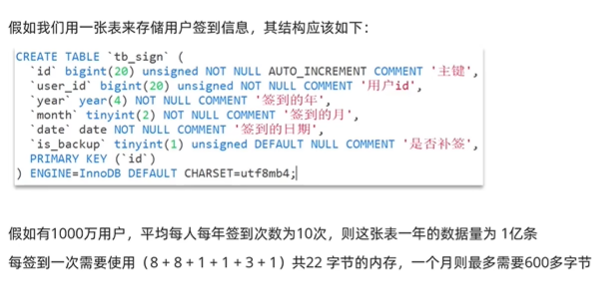 假如我们用一张表来存储用户签到信息，其结构应该如下：
CREATE TABLE `tb_sign` (
`id` bigint(20) unsigned NOT NULL AUTO_INCREMENT COMMENT '主键',
`user_id` bigint(20) unsigned NOT NULL COMMENT '用户id',
`year` year(4) NOT NULL COMMENT '签到的年',
`month` tinyint(2) NOT NULL COMMENT '签到的月',
`date` date NOT NULL COMMENT '签到的日期',
`is_backup` tinyint(1) unsigned DEFAULT NULL COMMENT '是否补签',
PRIMARY KEY (`id`)
) ENGINE=InnoDB DEFAULT CHARSET=utf8mb4;
假如有1000万用户，平均每人每年签到次数为10次，则这张表一年的数据量为 1亿条
每签到一次需要使用（8 + 8 + 1 + 1 + 3 + 1）共22 字节的内存，一个月则最多需要600多字节